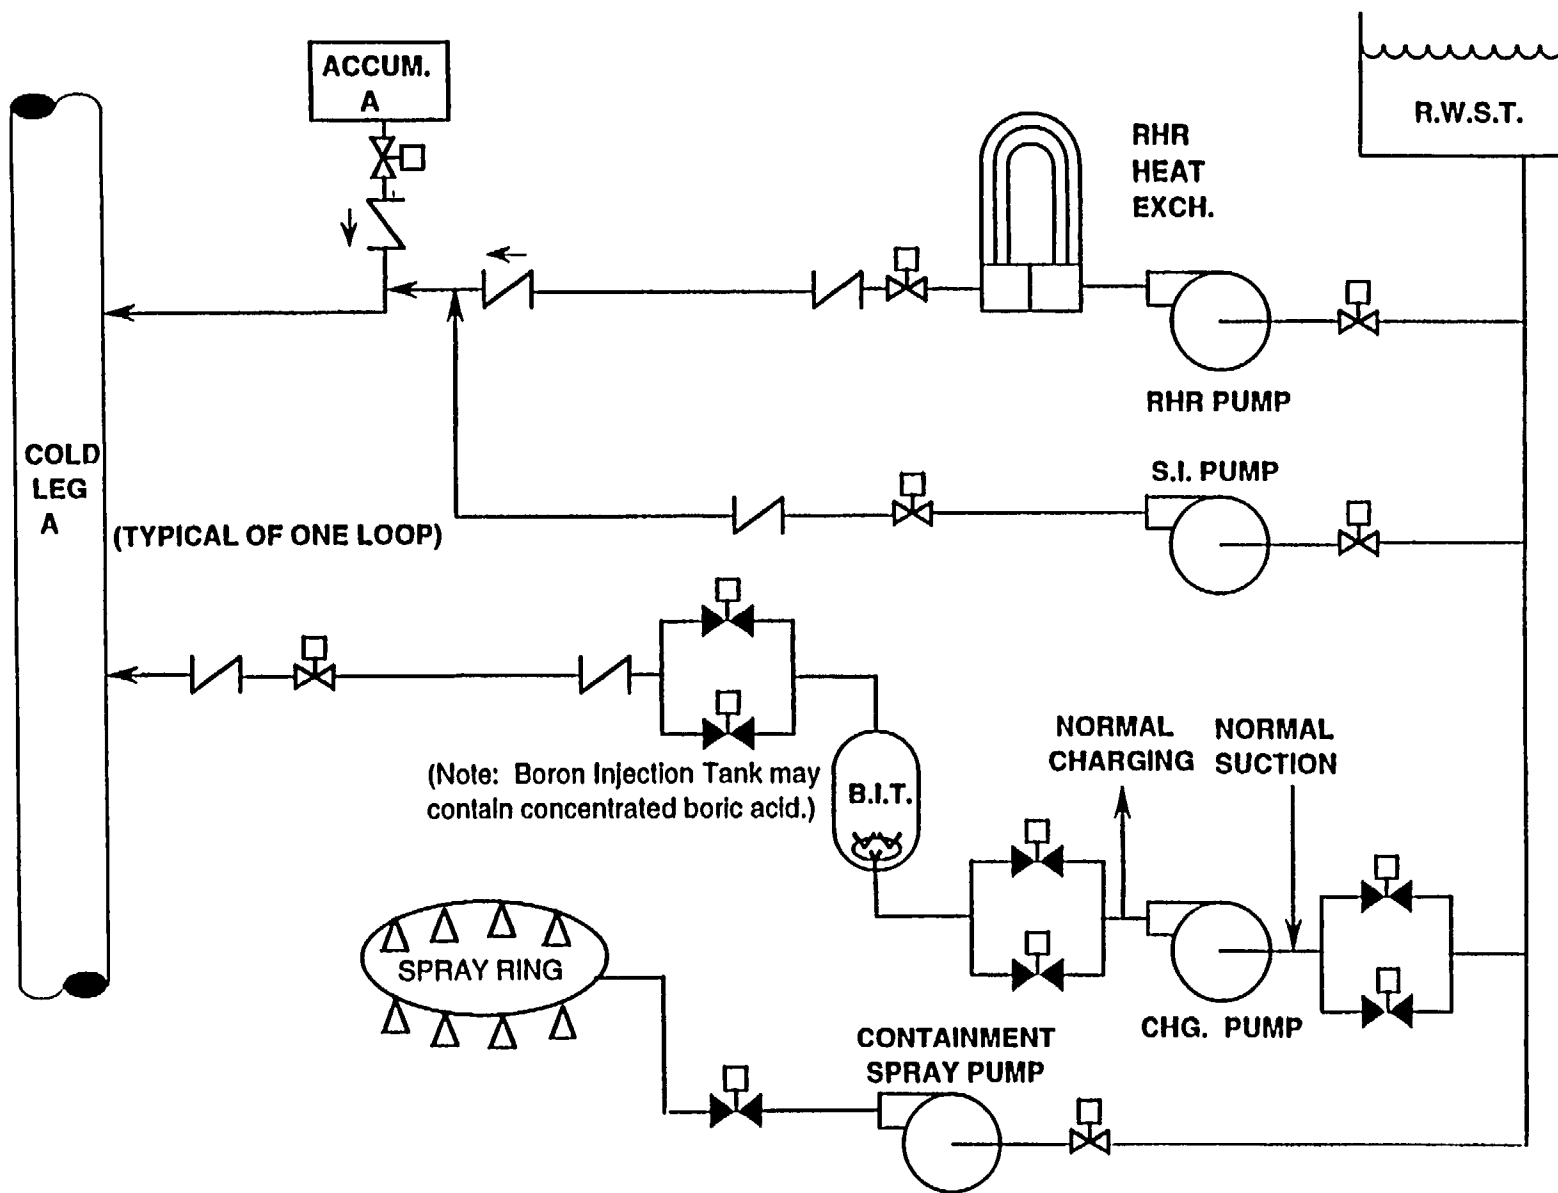 ACCUM.
A
R.W.S.T.
RHR
HEAT
EXCH.
RHR PUMP
COLD
LEG
A
S.I. PUMP
(TYPICAL OF ONE LOOP)
NORMAL
CHARGING
NORMAL
SUCTION
(Note: Boron Injection Tank may
contain concentrated boric acid.)
B.I.T.
SPRAY RING
CHG. PUMP
CONTAINMENT
SPRAY PUMP